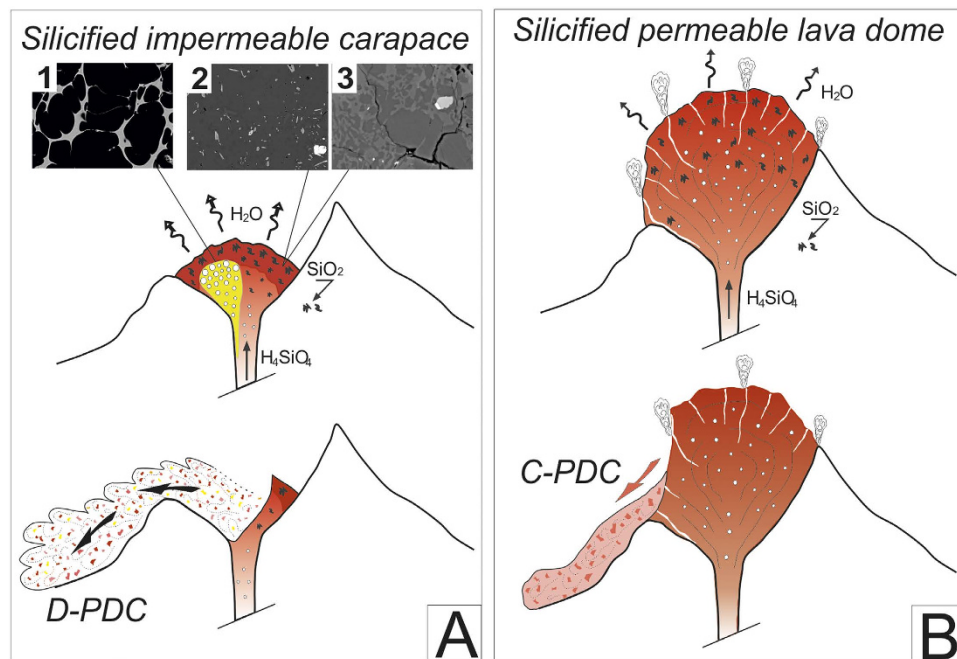 Silicified impermeable carapace
1
2
3
H₂O
SiO₂
H₄SiO₄
D-PDC
A
Silicified permeable lava dome
H₂O
SiO₂
H₄SiO₄
C-PDC
B